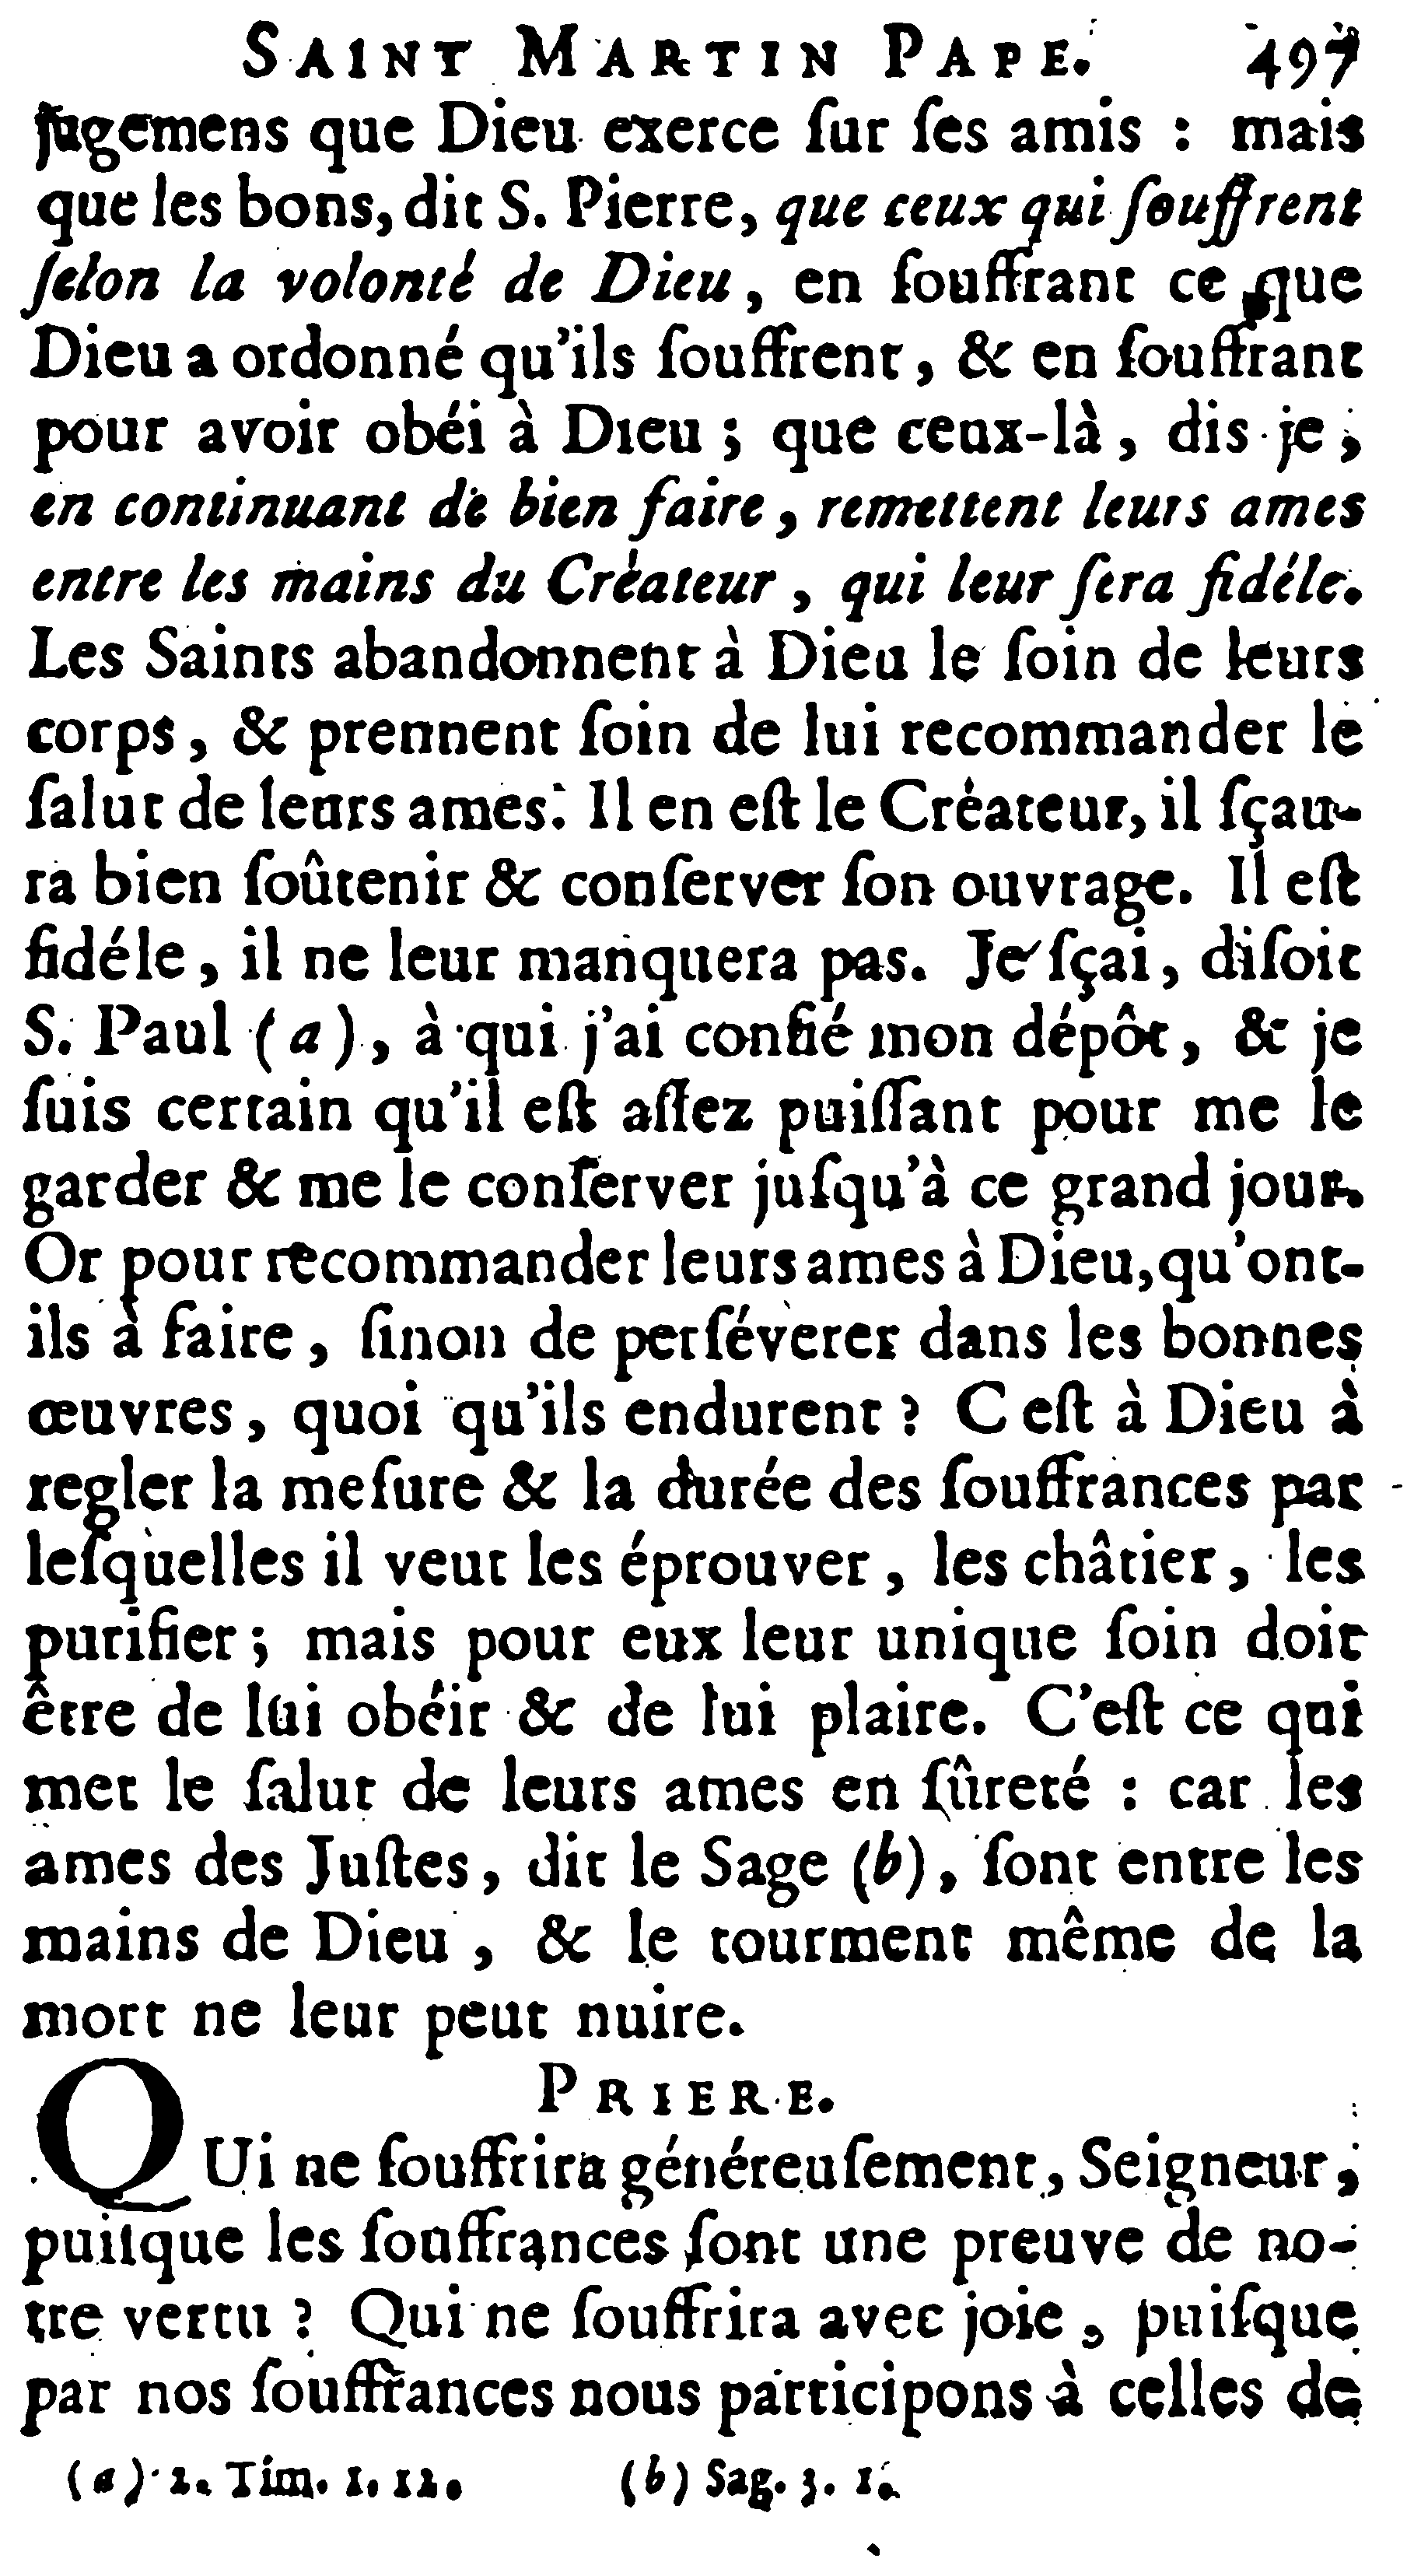 SAINT MARTIN PAPE. 497
jugemens que Dieu exerce ſur ſes amis : mais
que les bons, dit S. Pierre, que ceux qui ſouffrent
ſelon la volonté de Dieu, en ſouffrant ce que
Dieu a ordonné qu'ils ſouffrent, & en ſouffrant
pour avoir obéi à Dieu ; que ceux-là, dis je,
en continuant de bien faire, remettent leurs ames
entre les mains du Créateur, qui leur ſera fidéle.
Les Saints abandonnent à Dieu le ſoin de leurs
corps, & prennent ſoin de lui recommander le
ſalut de leurs ames. Il en eſt le Créateur, il ſçau-
ra bien ſoûtenir & conſerver ſon ouvrage. Il eſt
fidéle, il ne leur manquera pas. Je ſçai, diſoit
S. Paul (a), à qui j'ai confié mon dépôt, & je
ſuis certain qu'il eſt aſſez puiſſant pour me le
garder & me le conſerver juſqu'à ce grand jour.
Or pour recommander leurs ames à Dieu, qu'ont-
ils à faire, ſinon de perſéverer dans les bonnes
œuvres, quoi qu'ils endurent ? C eſt à Dieu à
regler la meſure & la durée des ſouffrances par
leſquelles il veut les éprouver, les châtier, les
purifier ; mais pour eux leur unique ſoin doit
être de lui obéir & de lui plaire. C'eſt ce qui
met le ſalut de leurs ames en ſûreté : car les
ames des Juſtes, dit le Sage (b), ſont entre les
mains de Dieu, & le tourment même de la
mort ne leur peut nuire.
PRIERE.
QUi ne ſouffrira généreuſement, Seigneur,
puiſque les ſouffrances ſont une preuve de no-
tre vertu ? Qui ne ſouffrira avec joie, puiſque
par nos ſouffrances nous participons à celles de
(a) 2. Tim. 1. 12. (b) Sag. 3. 1.